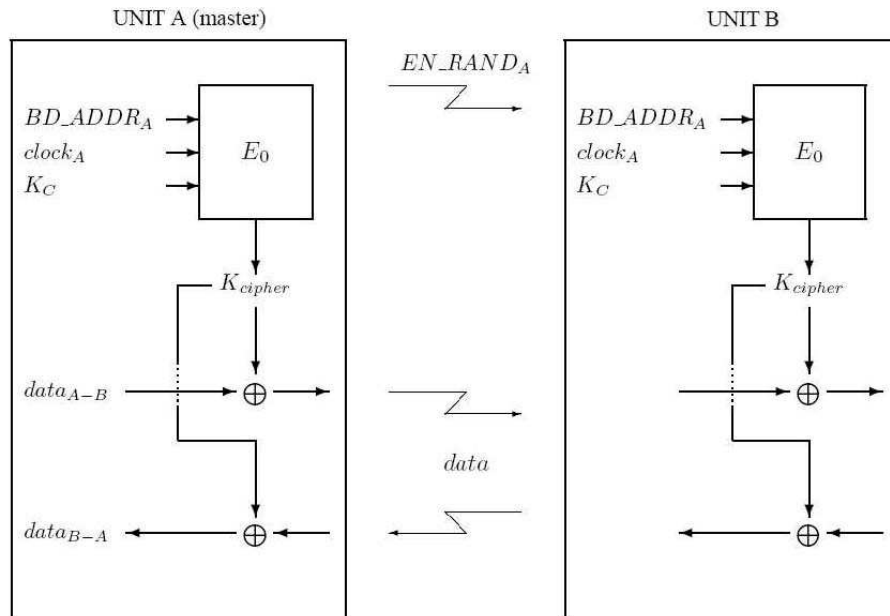 UNIT A (master)
UNIT B
EN_RAND_A
BD_ADDR_A
clock_A
K_C
E_0
BD_ADDR_A
clock_A
K_C
E_0
K_cipher
K_cipher
data_A−B
data
data_B−A